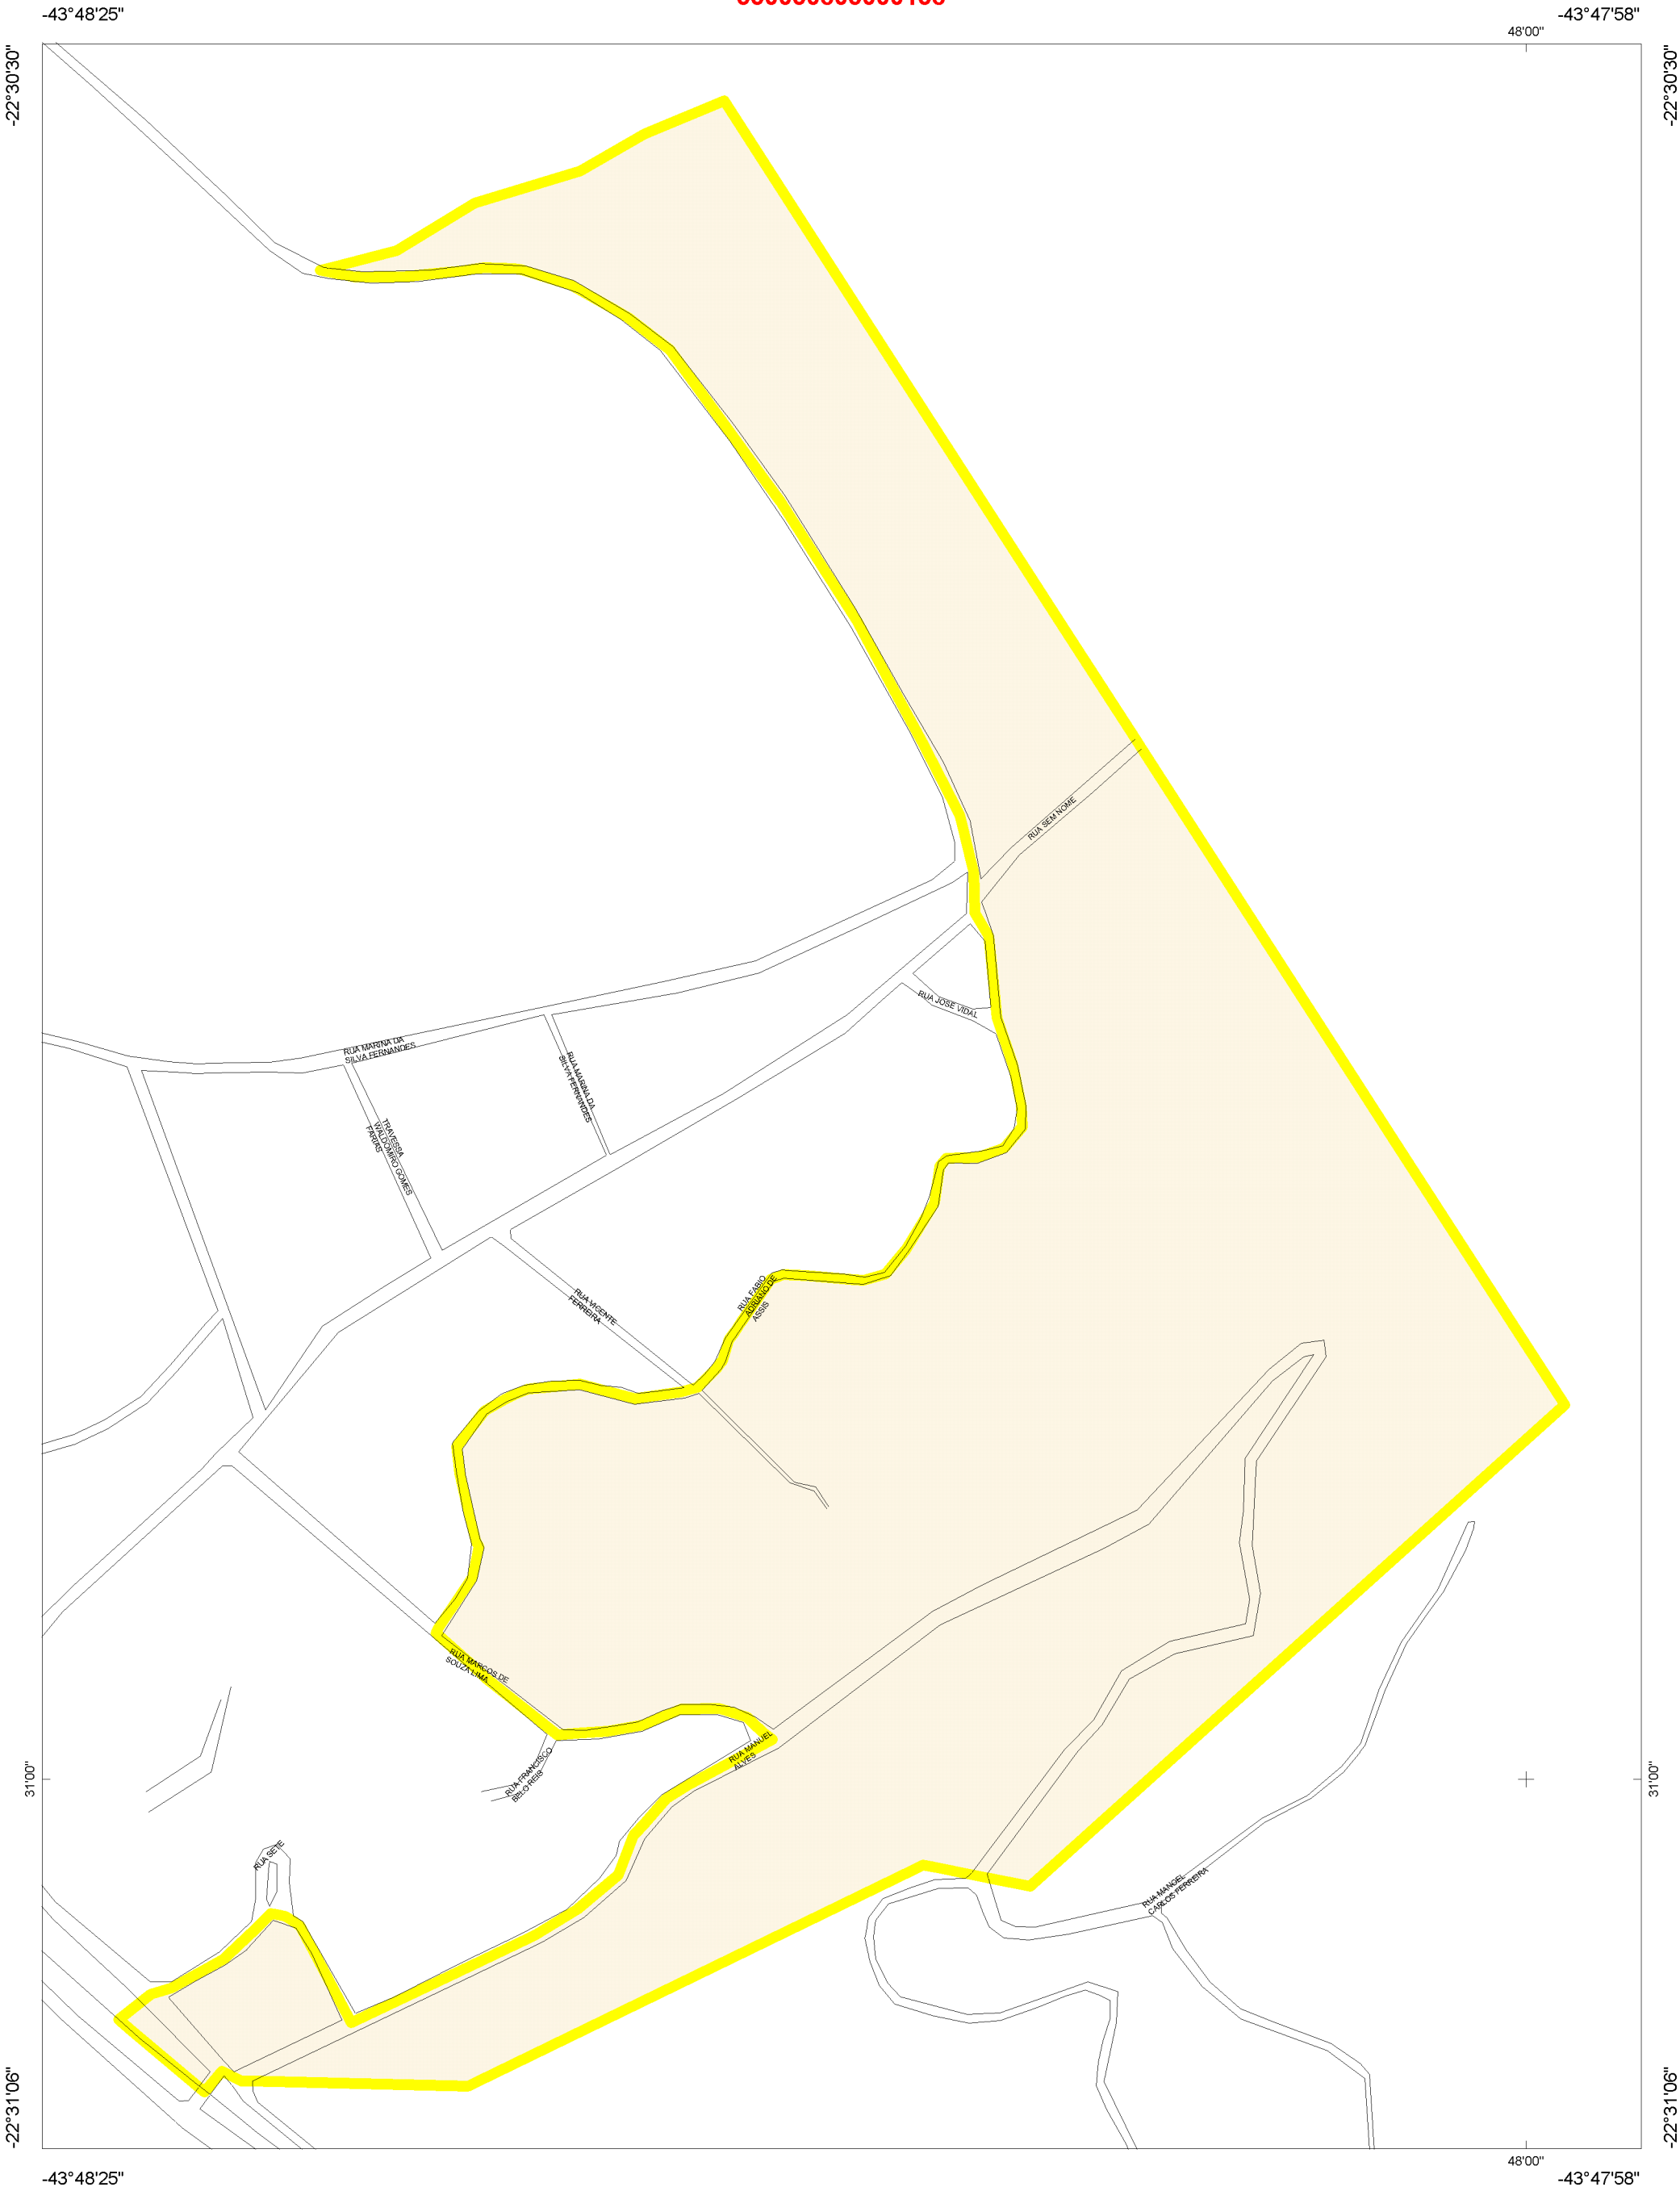 -43°48'25"
-43°47'58"
48'00"
-22°30'30"
-22°30'30"
RUA SEM NOME
RUA JOSE VIDAL
RUA MARINA DA
SILVA FERNANDES
RUA MARINA DA
SILVA FERNANDES
TRAVESSA
WALDOMIRO GOMES
FARIAS
RUA VICENTE
FERREIRA
RUA FABIO
ADRIANO DE
ASSIS
RUA MARCOS DE
SOUZA LIMA
RUA MANUEL
ALVES
RUA FRANCISCO
BELO REIS
31'00"
31'00"
RUA SETE
RUA MANOEL
CARLOS FERREIRA
-22°31'06"
-22°31'06"
48'00"
-43°48'25"
-43°47'58"